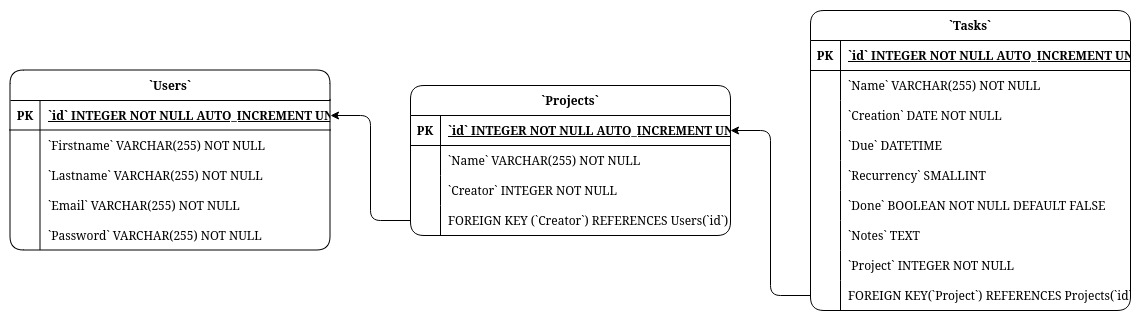 `Users`
PK
`id` INTEGER NOT NULL AUTO_INCREMENT UN
`Firstname` VARCHAR(255) NOT NULL
`Lastname` VARCHAR(255) NOT NULL
`Email` VARCHAR(255) NOT NULL
`Password` VARCHAR(255) NOT NULL
`Projects`
PK
`id` INTEGER NOT NULL AUTO_INCREMENT UN
`Name` VARCHAR(255) NOT NULL
`Creator` INTEGER NOT NULL
FOREIGN KEY (`Creator`) REFERENCES Users(`id`)
`Tasks`
PK
`id` INTEGER NOT NULL AUTO_INCREMENT UN
`Name` VARCHAR(255) NOT NULL
`Creation` DATE NOT NULL
`Due` DATETIME
`Recurrency` SMALLINT
`Done` BOOLEAN NOT NULL DEFAULT FALSE
`Notes` TEXT
`Project` INTEGER NOT NULL
FOREIGN KEY(`Project`) REFERENCES Projects(`id`